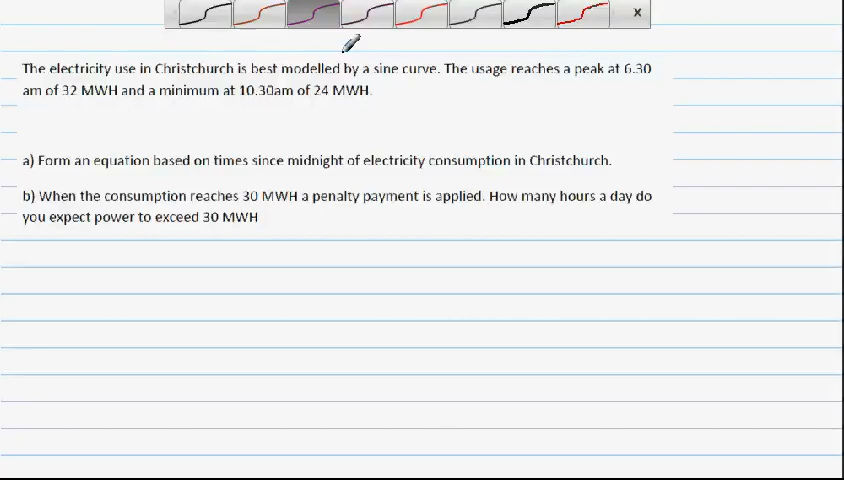 x
The electricity use in Christchurch is best modelled by a sine curve. The usage reaches a peak at 6.30
am of 32 MWH and a minimum at 10.30am of 24 MWH.
a) Form an equation based on times since midnight of electricity consumption in Christchurch.
b) When the consumption reaches 30 MWH a penalty payment is applied. How many hours a day do
you expect power to exceed 30 MWH